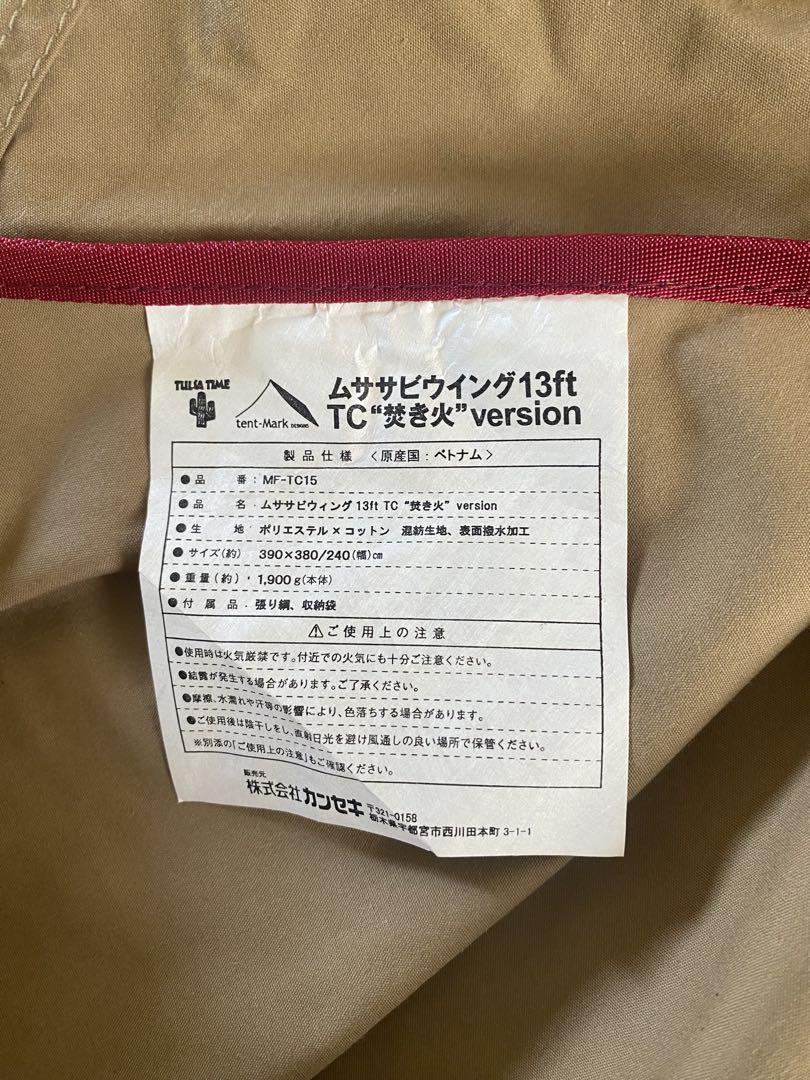 TULSA TIME
tent-Mark DESIGNS
ムササビウイング13ft
TC“焚き火”version
製品仕様 〈原産国：ベトナム〉
●品番：MF-TC15
●品名．ムササビウィング 13ft TC “焚き火” version
●生地：ポリエステル×コットン 混紡生地、表面撥水加工
●サイズ(約) 390×380/240(幅)cm
●重量(約)：1,900g(本体)
●付属品．張り綱、収納袋
⚠ご使用上の注意
●使用時は火気厳禁です。付近での火気にも十分ご注意ください。
●結露が発生する場合があります。ご了承ください。
●摩擦、水濡れや汗等の影響により、色落ちする場合があります。
●ご使用後は陰干しをし、直射日光を避け風通しの良い場所で保管ください。
※別添の「ご使用上の注意」もご確認ください。
販売元
株式会社カンセキ
〒321-0158
栃木県宇都宮市西川田本町 3-1-1